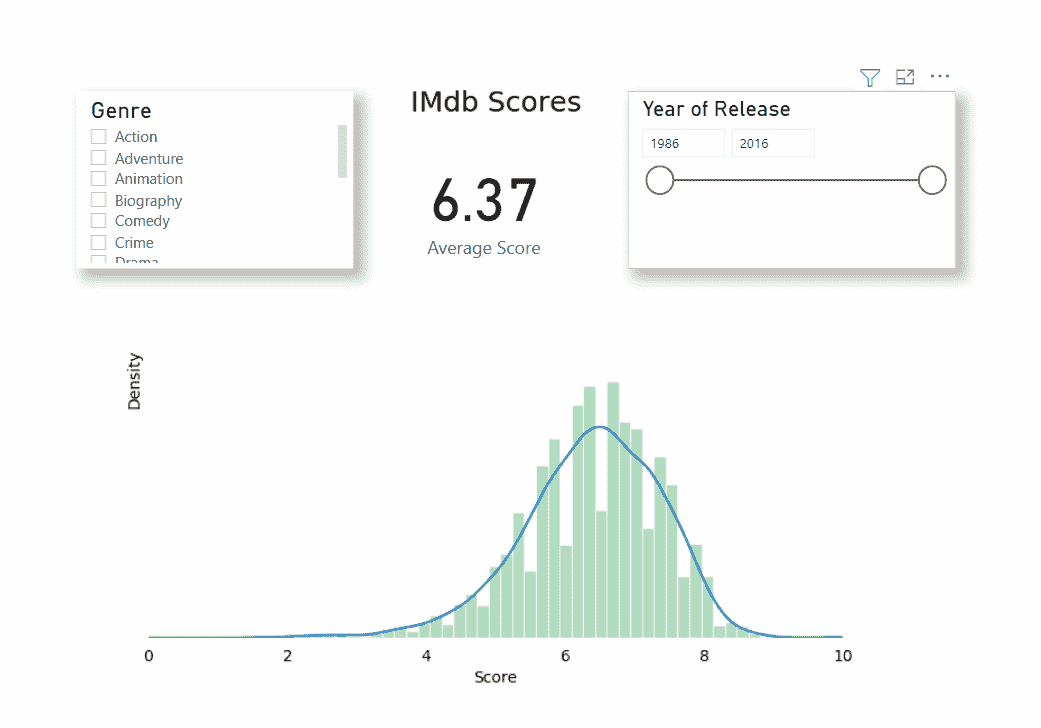 Genre
Action
Adventure
Animation
Biography
Comedy
Crime
Drama
IMdb Scores
6.37
Average Score
Year of Release
1986 2016
Density
0 2 4 6 8 10
Score